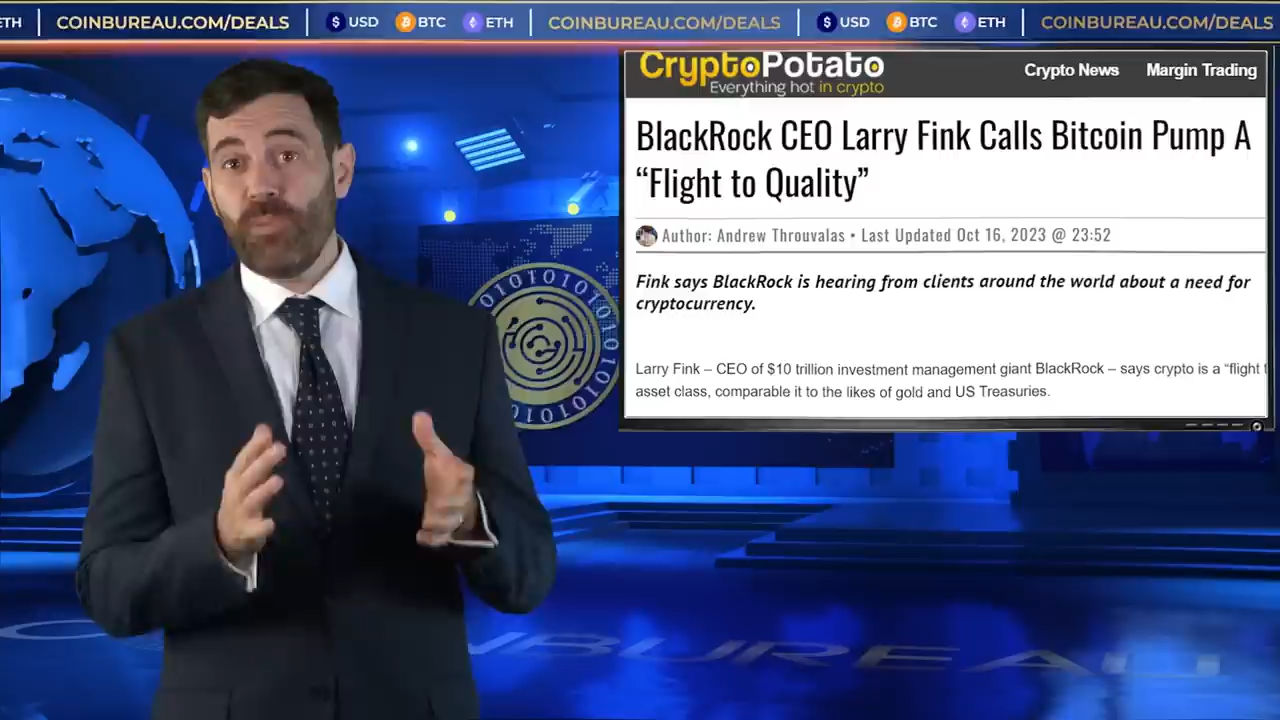 ETH | COINBUREAU.COM/DEALS | $ USD BTC ETH | COINBUREAU.COM/DEALS | $ USD BTC ETH | COINBUREAU.COM/DEALS
CryptoPotato
Everything hot in crypto
Crypto News Margin Trading
BlackRock CEO Larry Fink Calls Bitcoin Pump A
“Flight to Quality”
Author: Andrew Throuvalas • Last Updated Oct 16, 2023 @ 23:52
Fink says BlackRock is hearing from clients around the world about a need for
cryptocurrency.
Larry Fink – CEO of $10 trillion investment management giant BlackRock – says crypto is a “flight
asset class, comparable it to the likes of gold and US Treasuries.